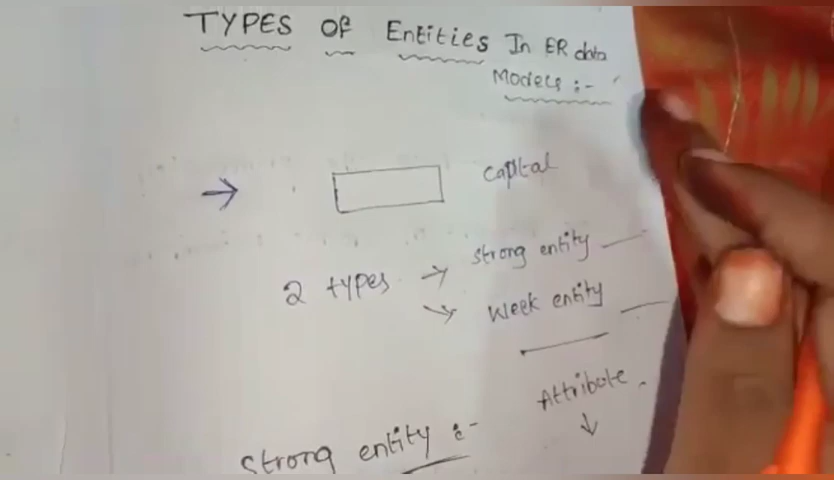 TYPES OF Entities In ER data
Models :-
→ capital
2 types → strong entity
→ Week entity
Attribute
↓
Strong entity :-